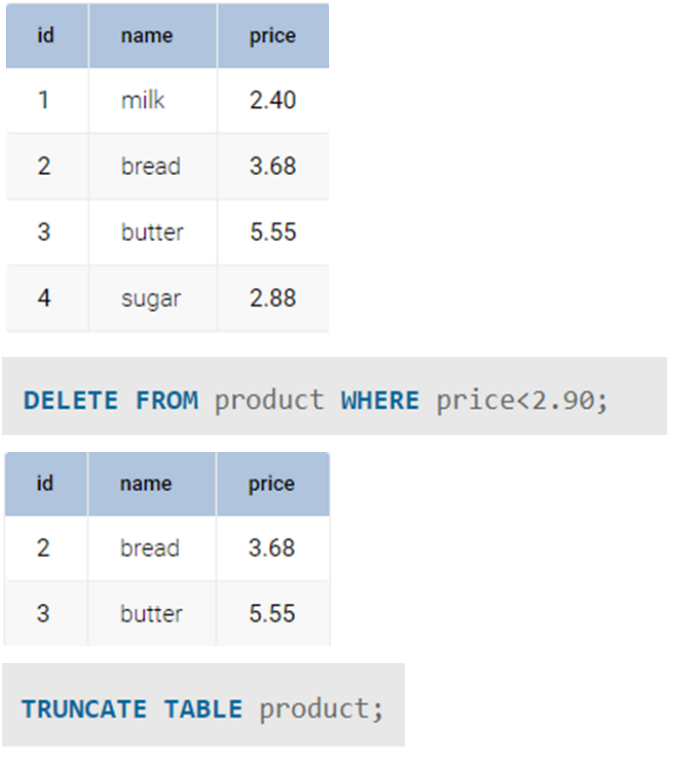 id name price
1 milk 2.40
2 bread 3.68
3 butter 5.55
4 sugar 2.88
DELETE FROM product WHERE price<2.90;
id name price
2 bread 3.68
3 butter 5.55
TRUNCATE TABLE product;